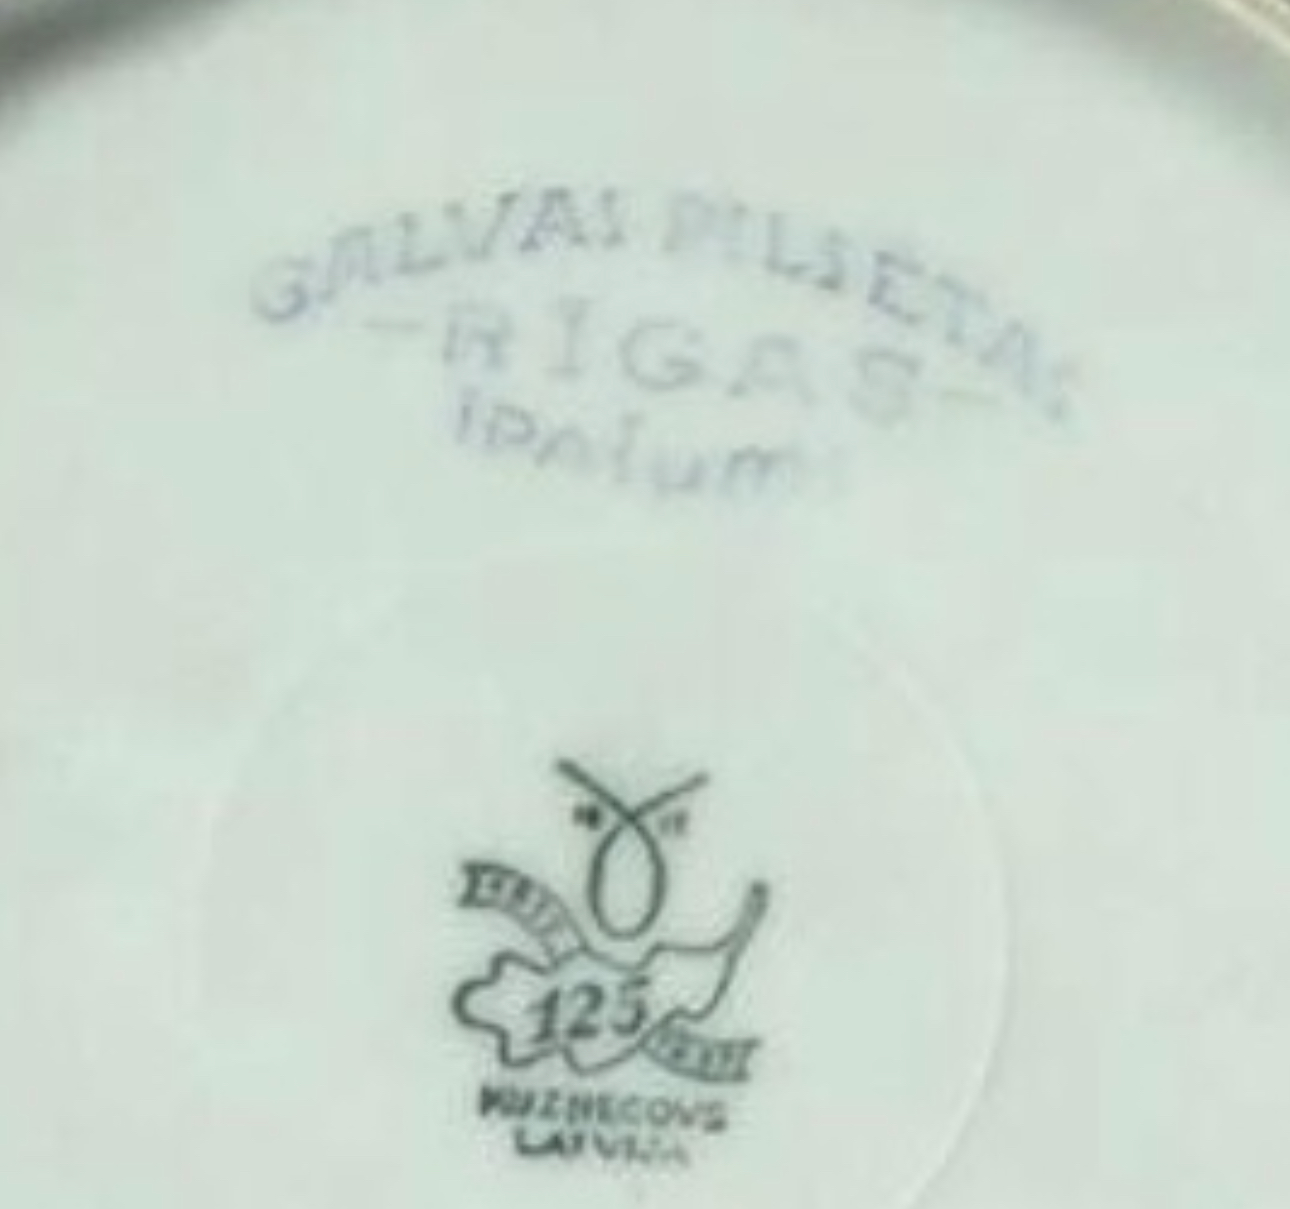 GALVAS PILSĒTAS
-RĪGAS-
īpašums
125
KUZNECOVS
LATVIJA